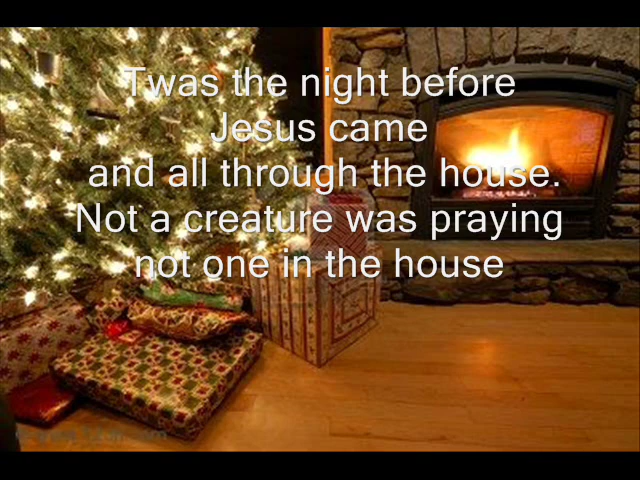 Twas the night before
Jesus came
and all through the house.
Not a creature was praying
not one in the house